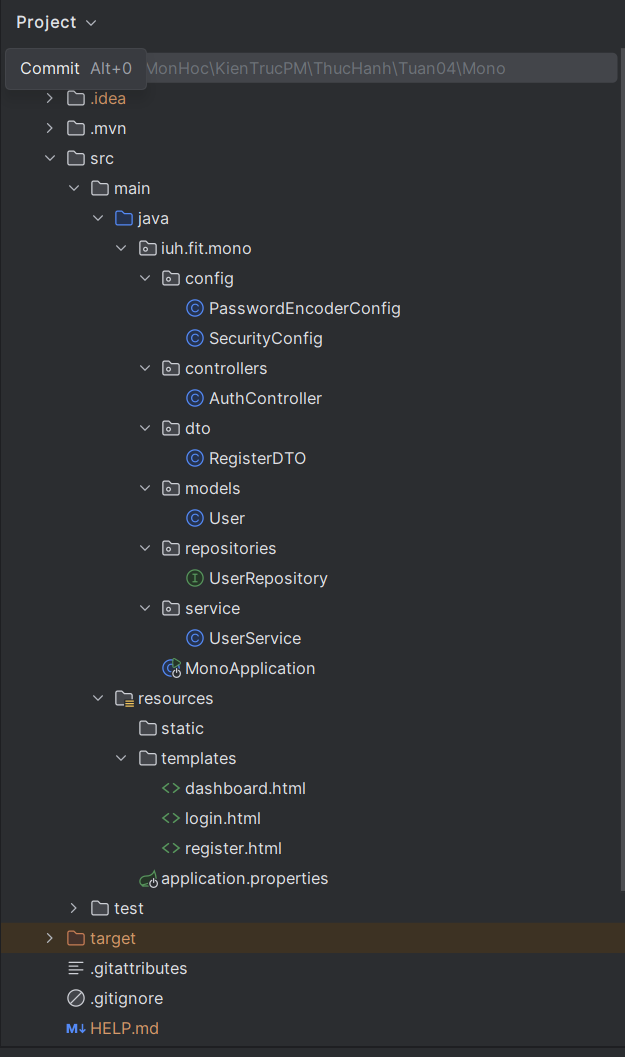 Project
Commit Alt+0 MonHoc\KienTrucPM\ThucHanh\Tuan04\Mono
.idea
.mvn
src
main
java
iuh.fit.mono
config
C PasswordEncoderConfig
C SecurityConfig
controllers
C AuthController
dto
C RegisterDTO
models
C User
repositories
I UserRepository
service
C UserService
C MonoApplication
resources
static
templates
<> dashboard.html
<> login.html
<> register.html
application.properties
test
target
.gitattributes
.gitignore
M↓ HELP.md